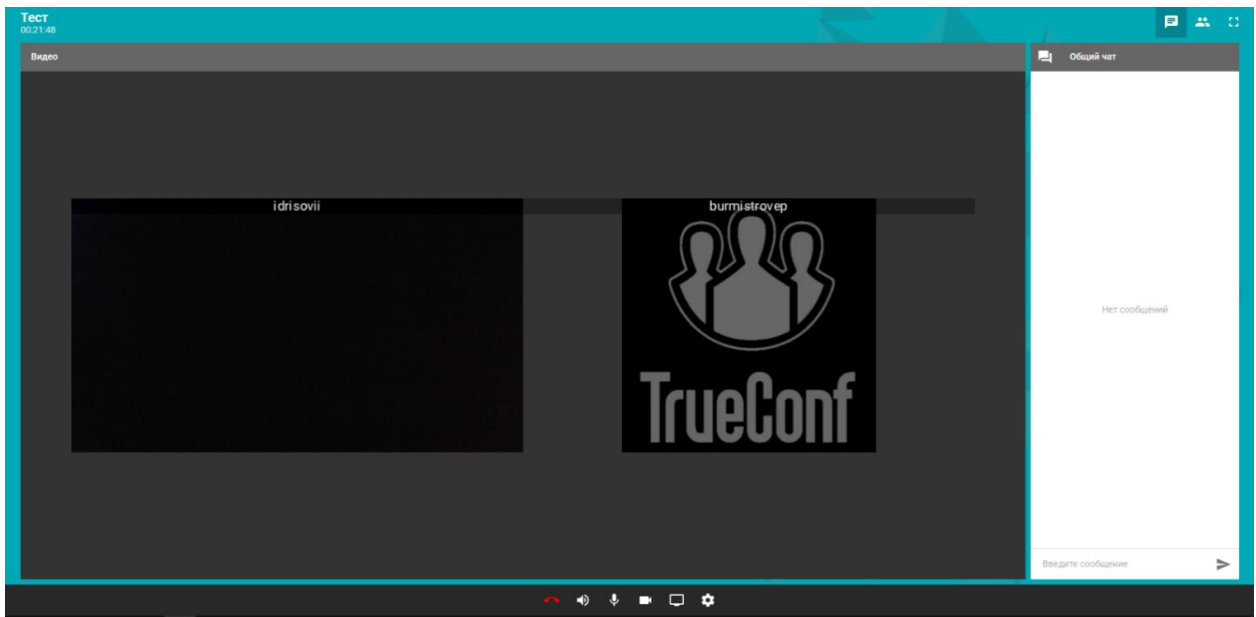 Тест
00:21:48
Видео
idrisovii
burmistrovep
TrueConf
Общий чат
Нет сообщений
Введите сообщение